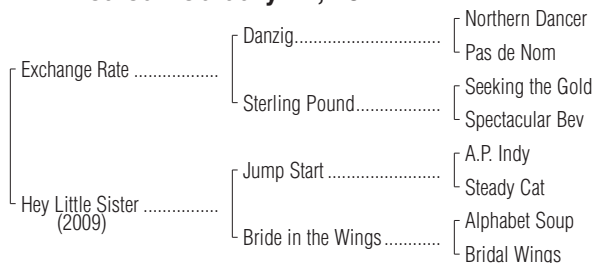 Northern Dancer
Danzig
Pas de Nom
Exchange Rate
Seeking the Gold
Sterling Pound
Spectacular Bev
A.P. Indy
Jump Start
Steady Cat
Hey Little Sister
(2009)
Alphabet Soup
Bride in the Wings
Bridal Wings